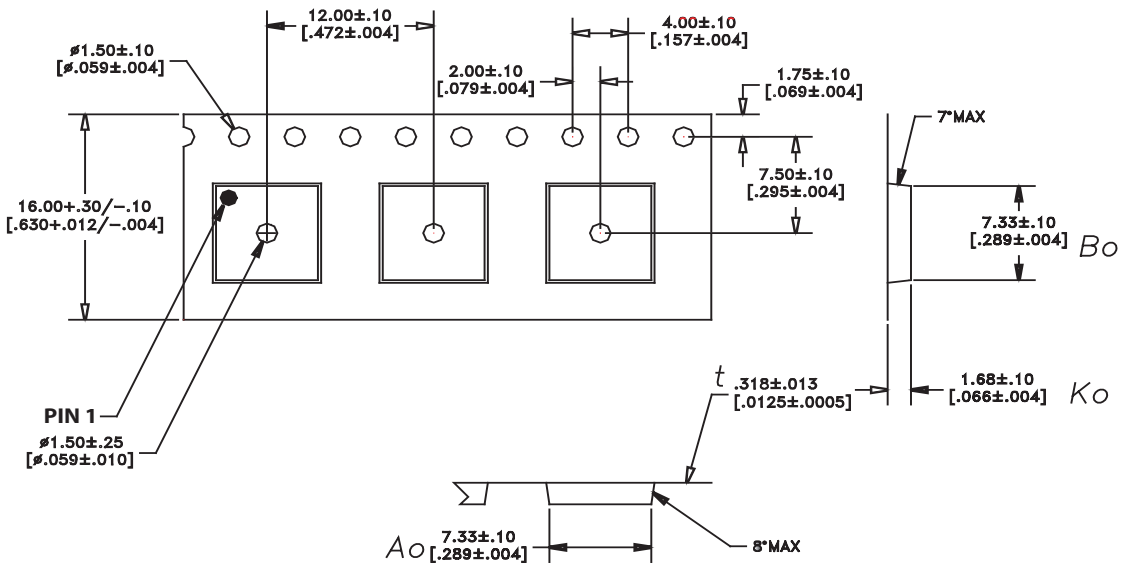 12.00±.10
[.472±.004]
4.00±.10
[.157±.004]
ø1.50±.10
[ø.059±.004]
2.00±.10
[.079±.004]
1.75±.10
[.069±.004]
7°MAX
7.50±.10
[.295±.004]
16.00+.30/−.10
[.630+.012/−.004]
7.33±.10
[.289±.004]
Bo
t
.318±.013
[.0125±.0005]
1.68±.10
[.066±.004]
Ko
PIN 1
ø1.50±.25
[ø.059±.010]
Ao
7.33±.10
[.289±.004]
8°MAX